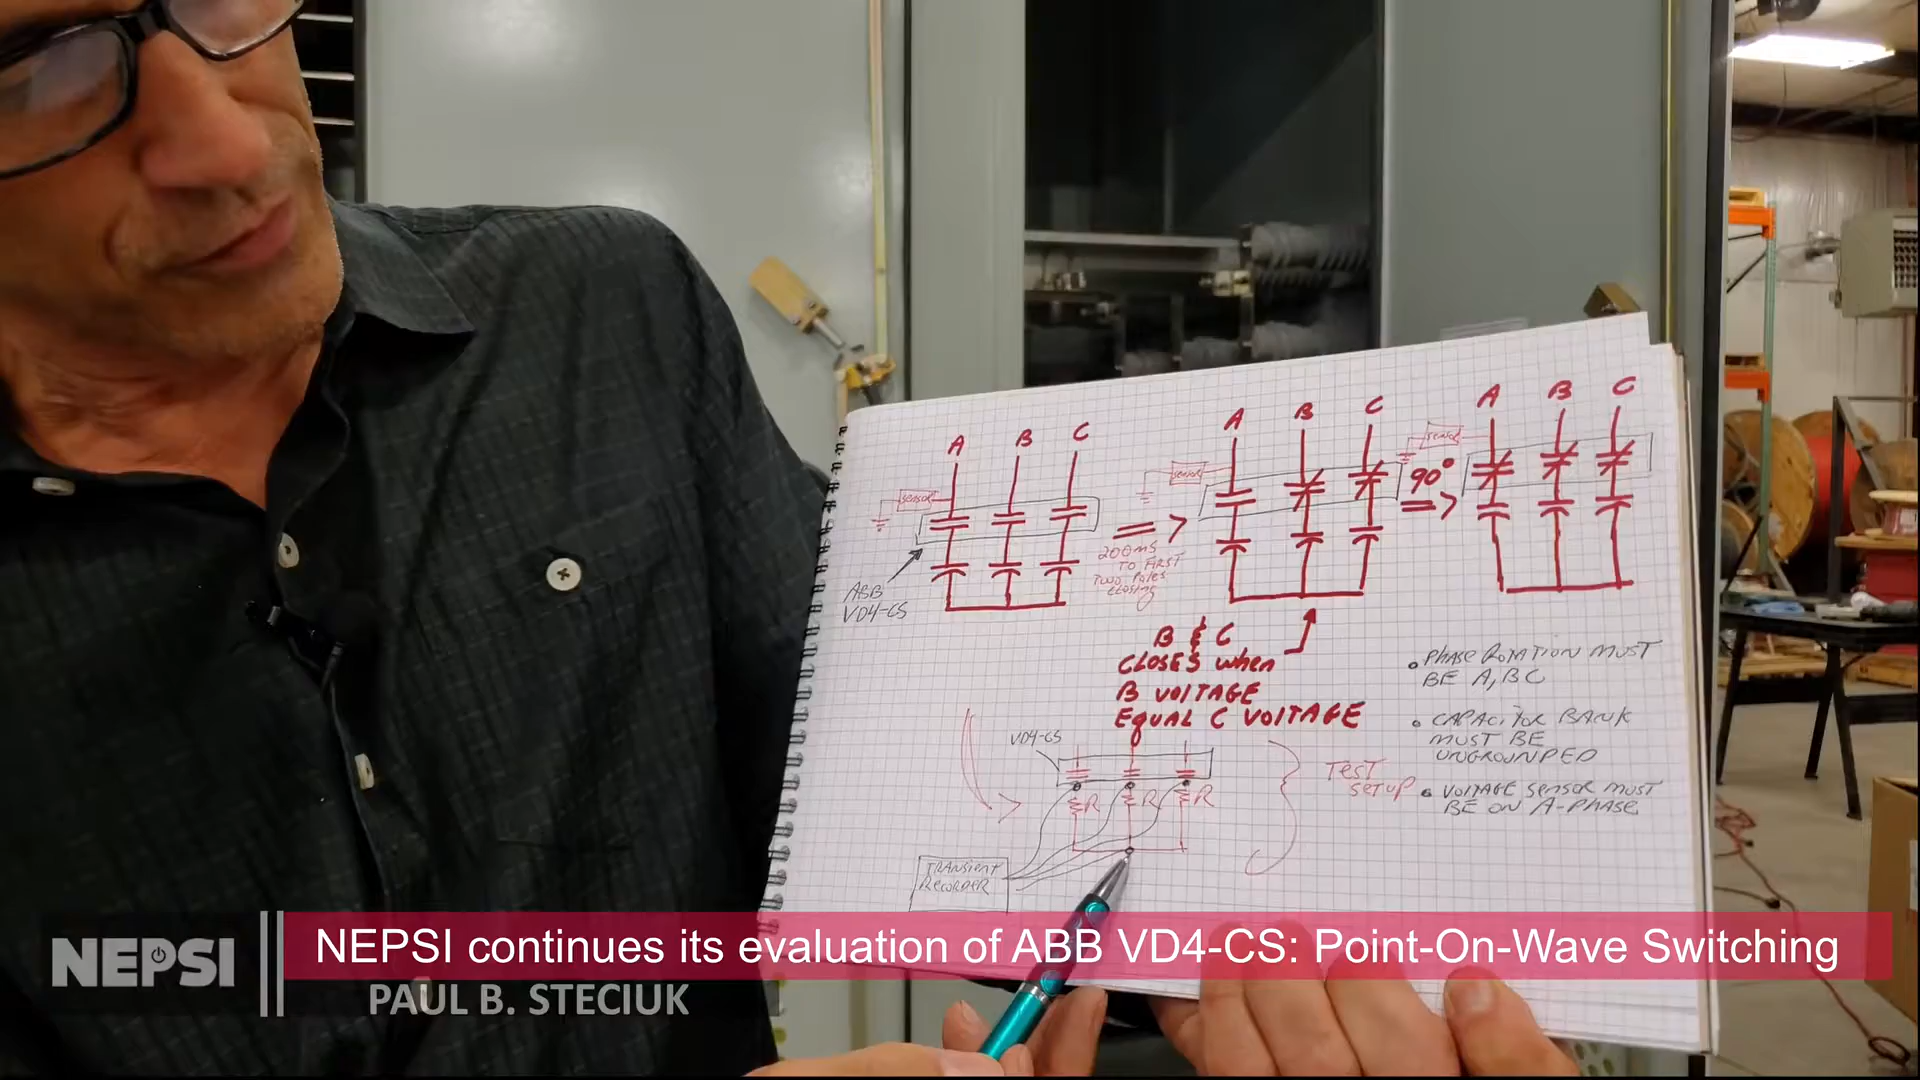 A B C
A B C
A B C
sensor
sensor
sensor
90°
200ms
TO FIRST
TWO Poles
closing
ABB
VD4-CS
B & C
CLOSES when
B VOLTAGE
Equal C VOLTAGE
• PHASE ROTATION MUST
BE A, BC
• CAPACITOR BANK
MUST BE
UNGROUNDED
• VOLTAGE SENSOR MUST
BE ON A-PHASE
VD4-CS
R R R
TEST
SETUP
TRANSIENT
RECORDER
NEPSI
NEPSI continues its evaluation of ABB VD4-CS: Point-On-Wave Switching
PAUL B. STECIUK